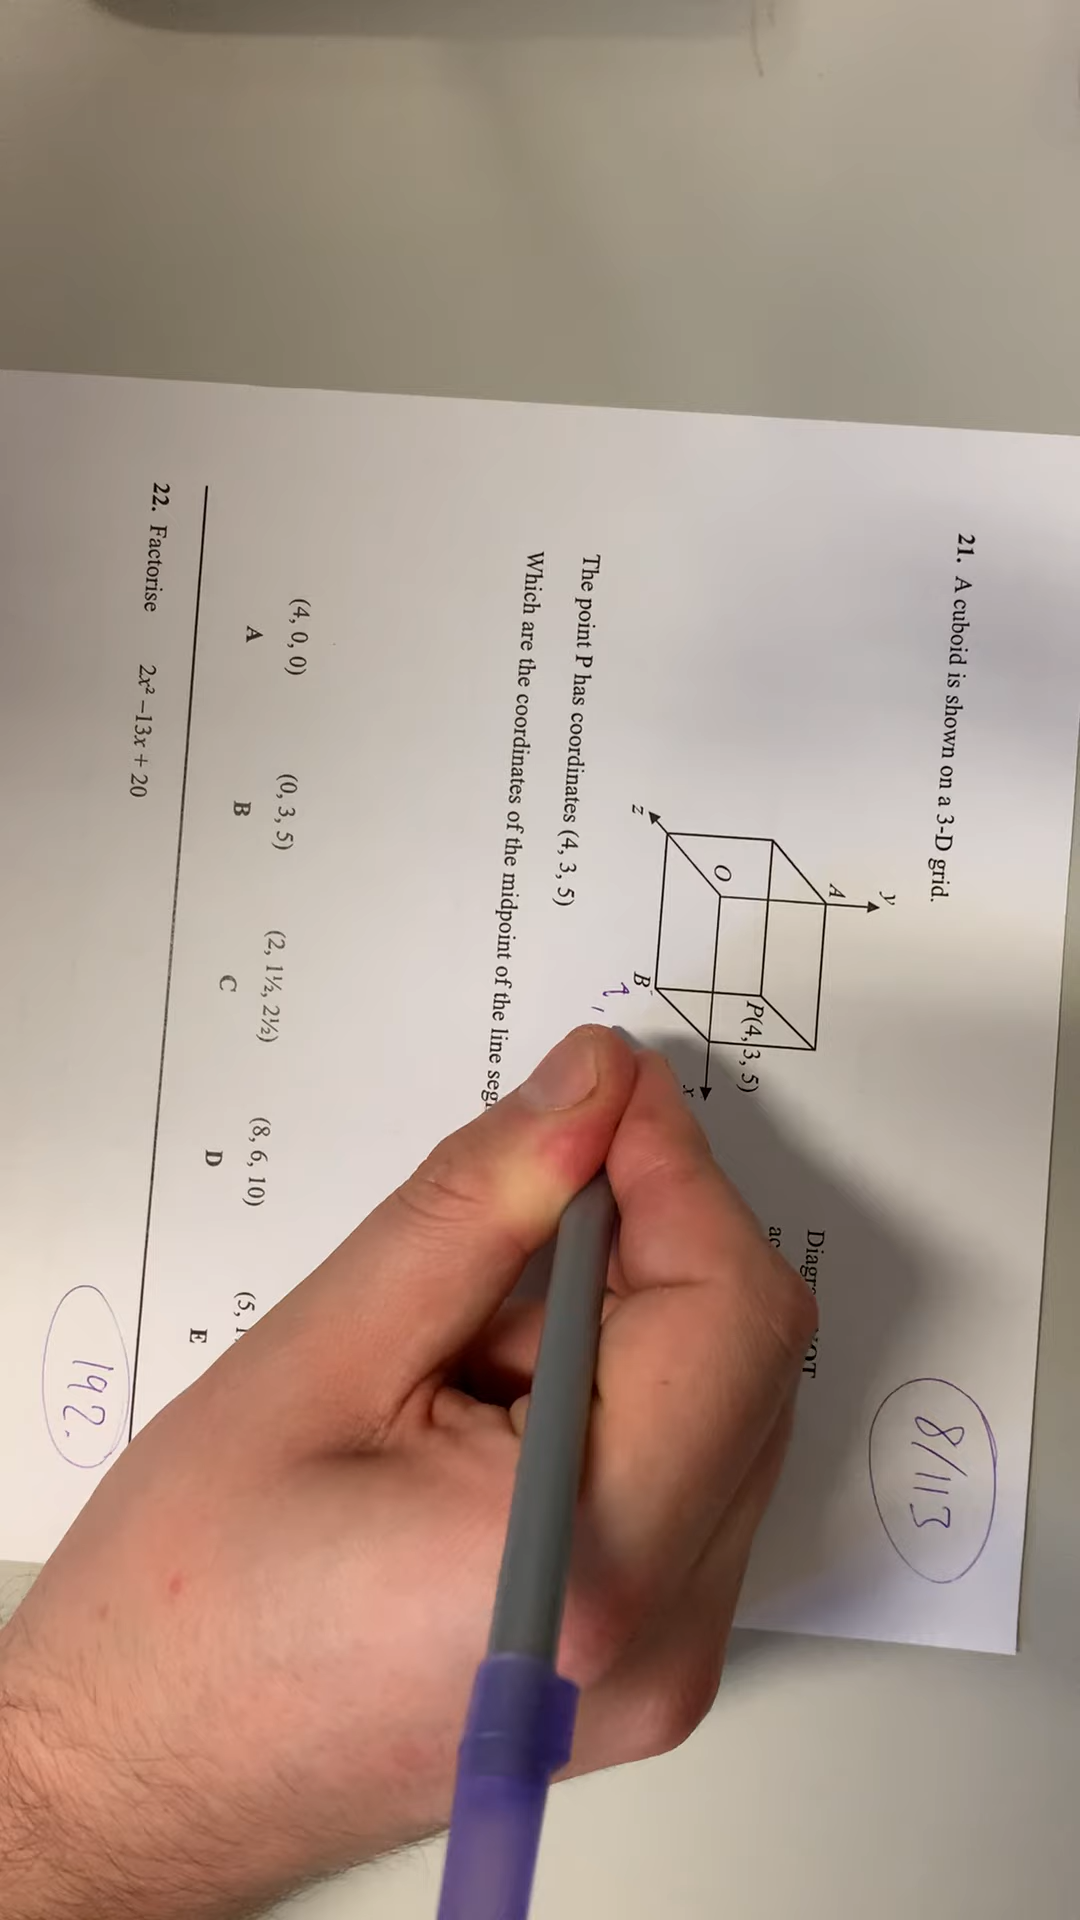 8/113
21. A cuboid is shown on a 3-D grid.
y
A
Diagr NOT
ac
P(4, 3, 5)
O
x
z
B
The point P has coordinates (4, 3, 5)
Which are the coordinates of the midpoint of the line
(4, 0, 0) (0, 3, 5) (2, 1½, 2½) (8, 6, 10) (5, 1
A B C D E
22. Factorise 2x² – 13x + 20
192.